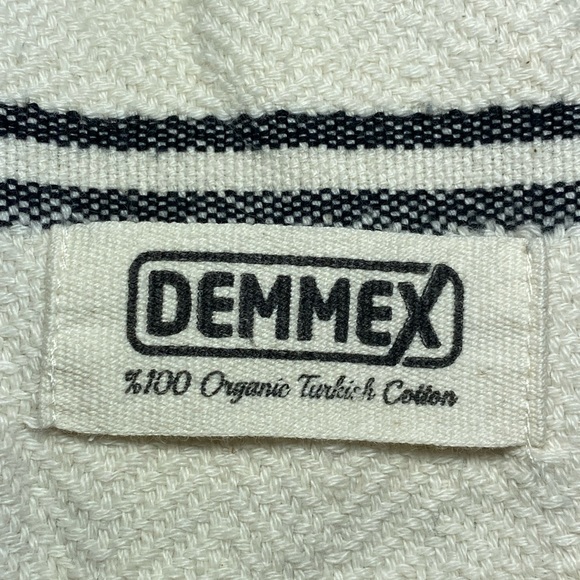 DEMMEX
%100 Organic Turkish Cotton